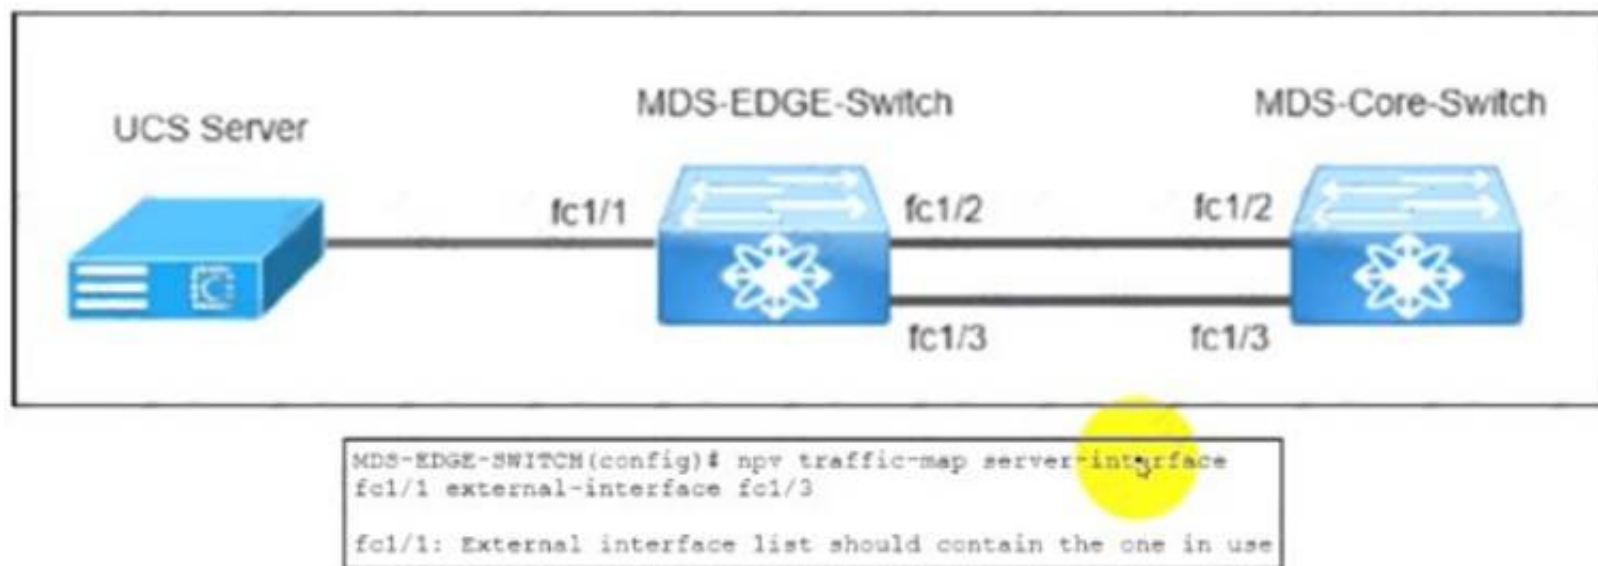 MDS-EDGE-Switch
MDS-Core-Switch
UCS Server
fc1/1
fc1/2
fc1/2
fc1/3
fc1/3
MDS-EDGE-SWITCH(config)# npv traffic-map server-interface
fc1/1 external-interface fc1/3
fc1/1: External interface list should contain the one in use